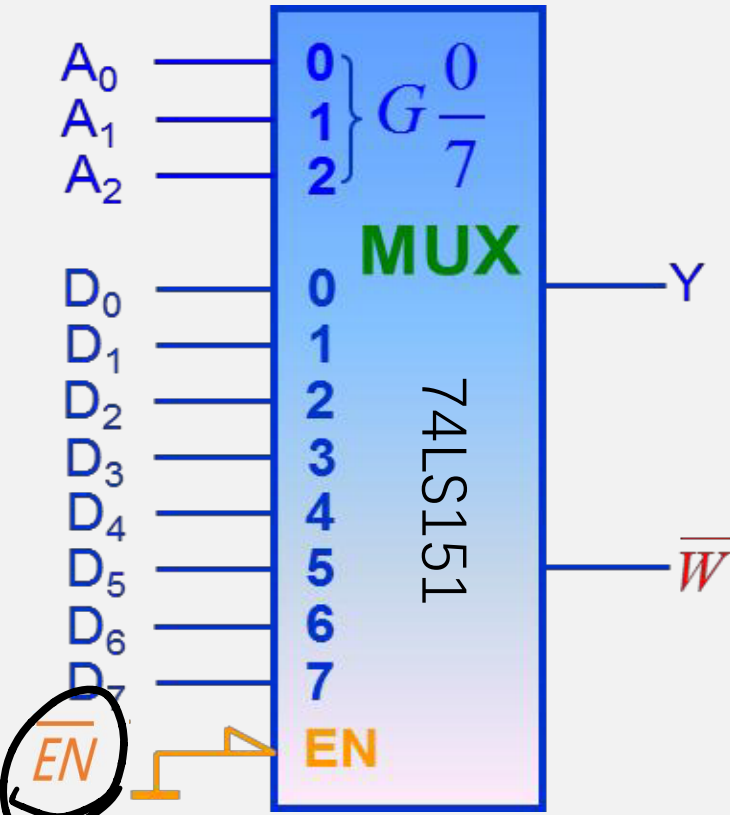 A₀ 0
A₁ 1 G 0/7
A₂ 2
MUX
D₀ 0 Y
D₁ 1
D₂ 2
D₃ 3
D₄ 4
D₅ 5 W̅
D₆ 6
D₇ 7
E̅N̅ EN
74LS151